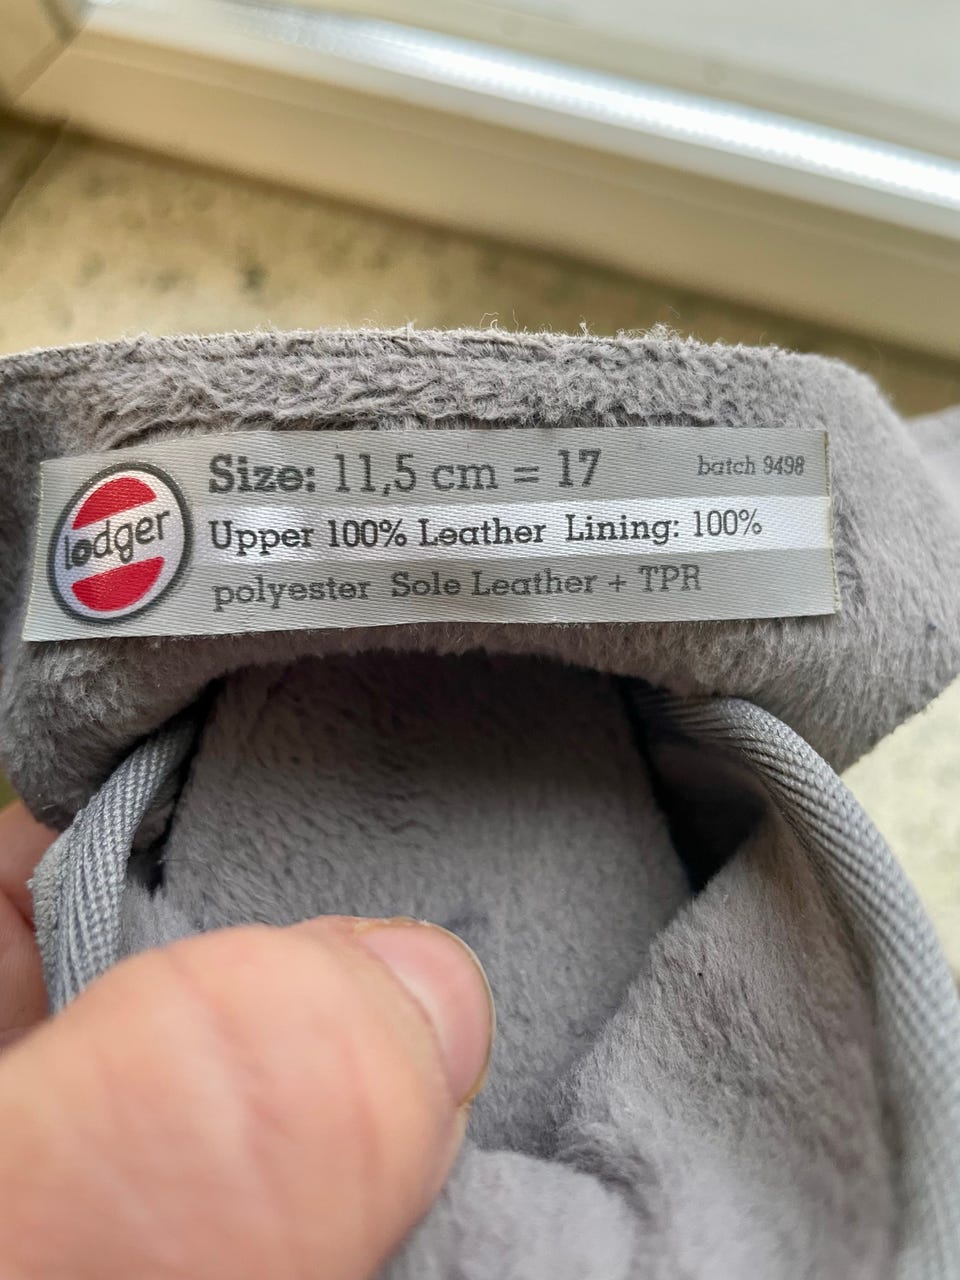 lodger
Size: 11,5 cm = 17 batch 9498
Upper 100% Leather Lining: 100%
polyester Sole Leather + TPR